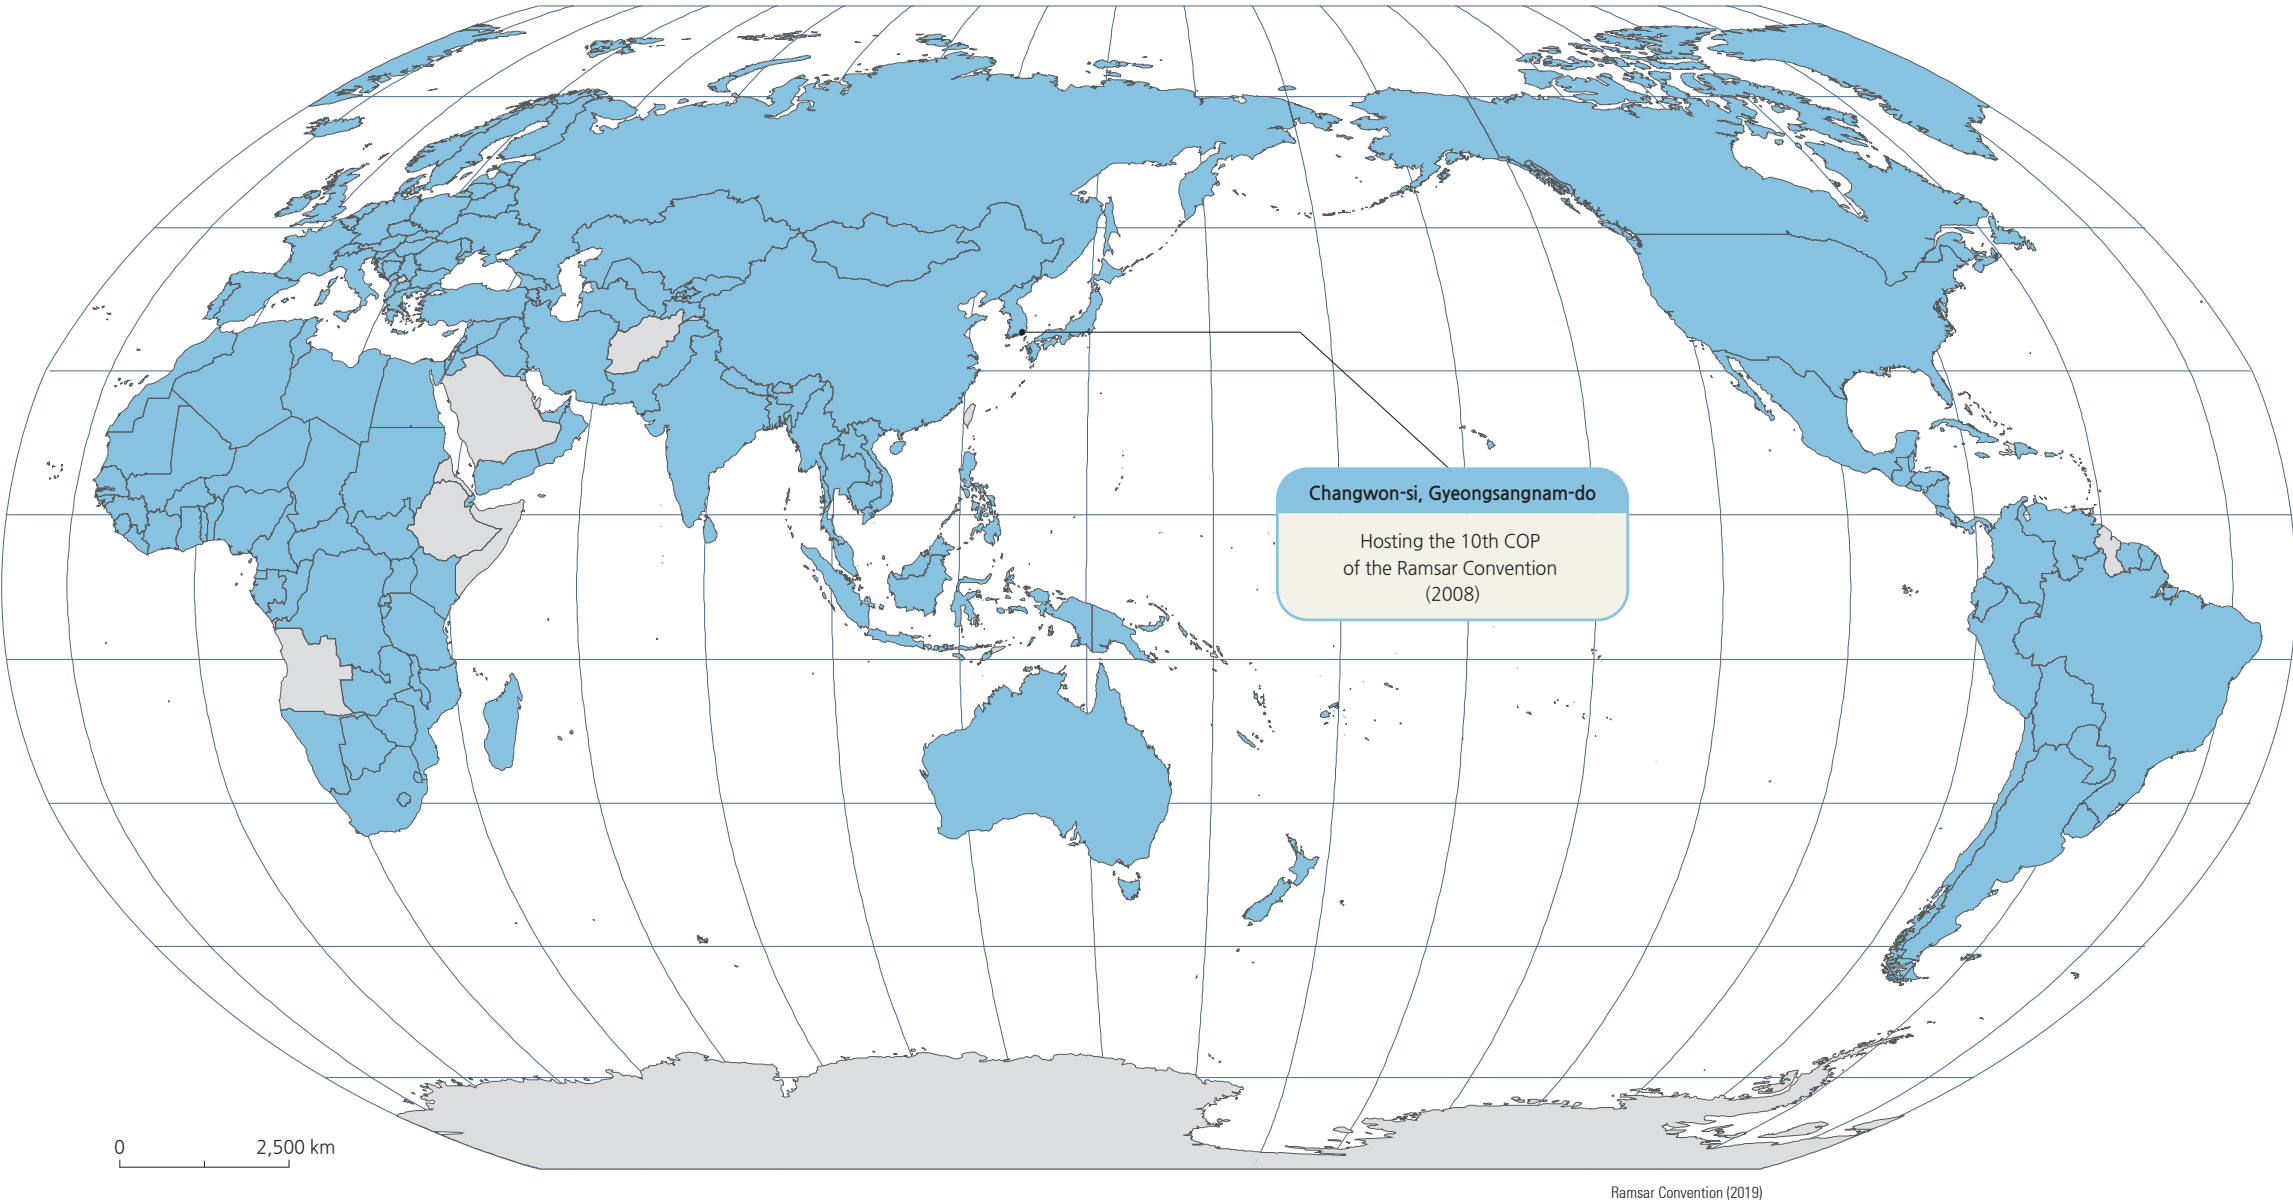 Changwon-si, Gyeongsangnam-do
Hosting the 10th COP
of the Ramsar Convention
(2008)
0 2,500 km
Ramsar Convention (2019)